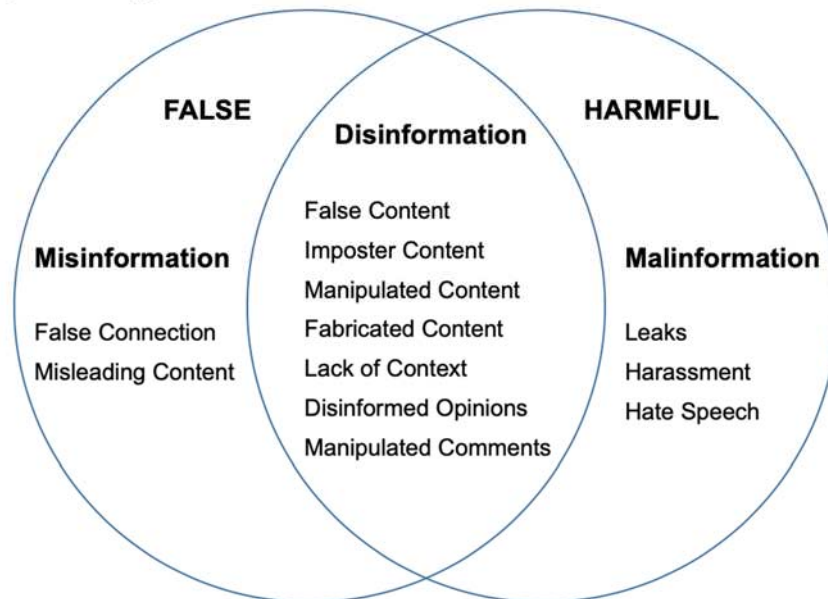 FALSE
HARMFUL
Disinformation
False Content
Imposter Content
Manipulated Content
Fabricated Content
Lack of Context
Disinformed Opinions
Manipulated Comments
Misinformation
False Connection
Misleading Content
Malinformation
Leaks
Harassment
Hate Speech